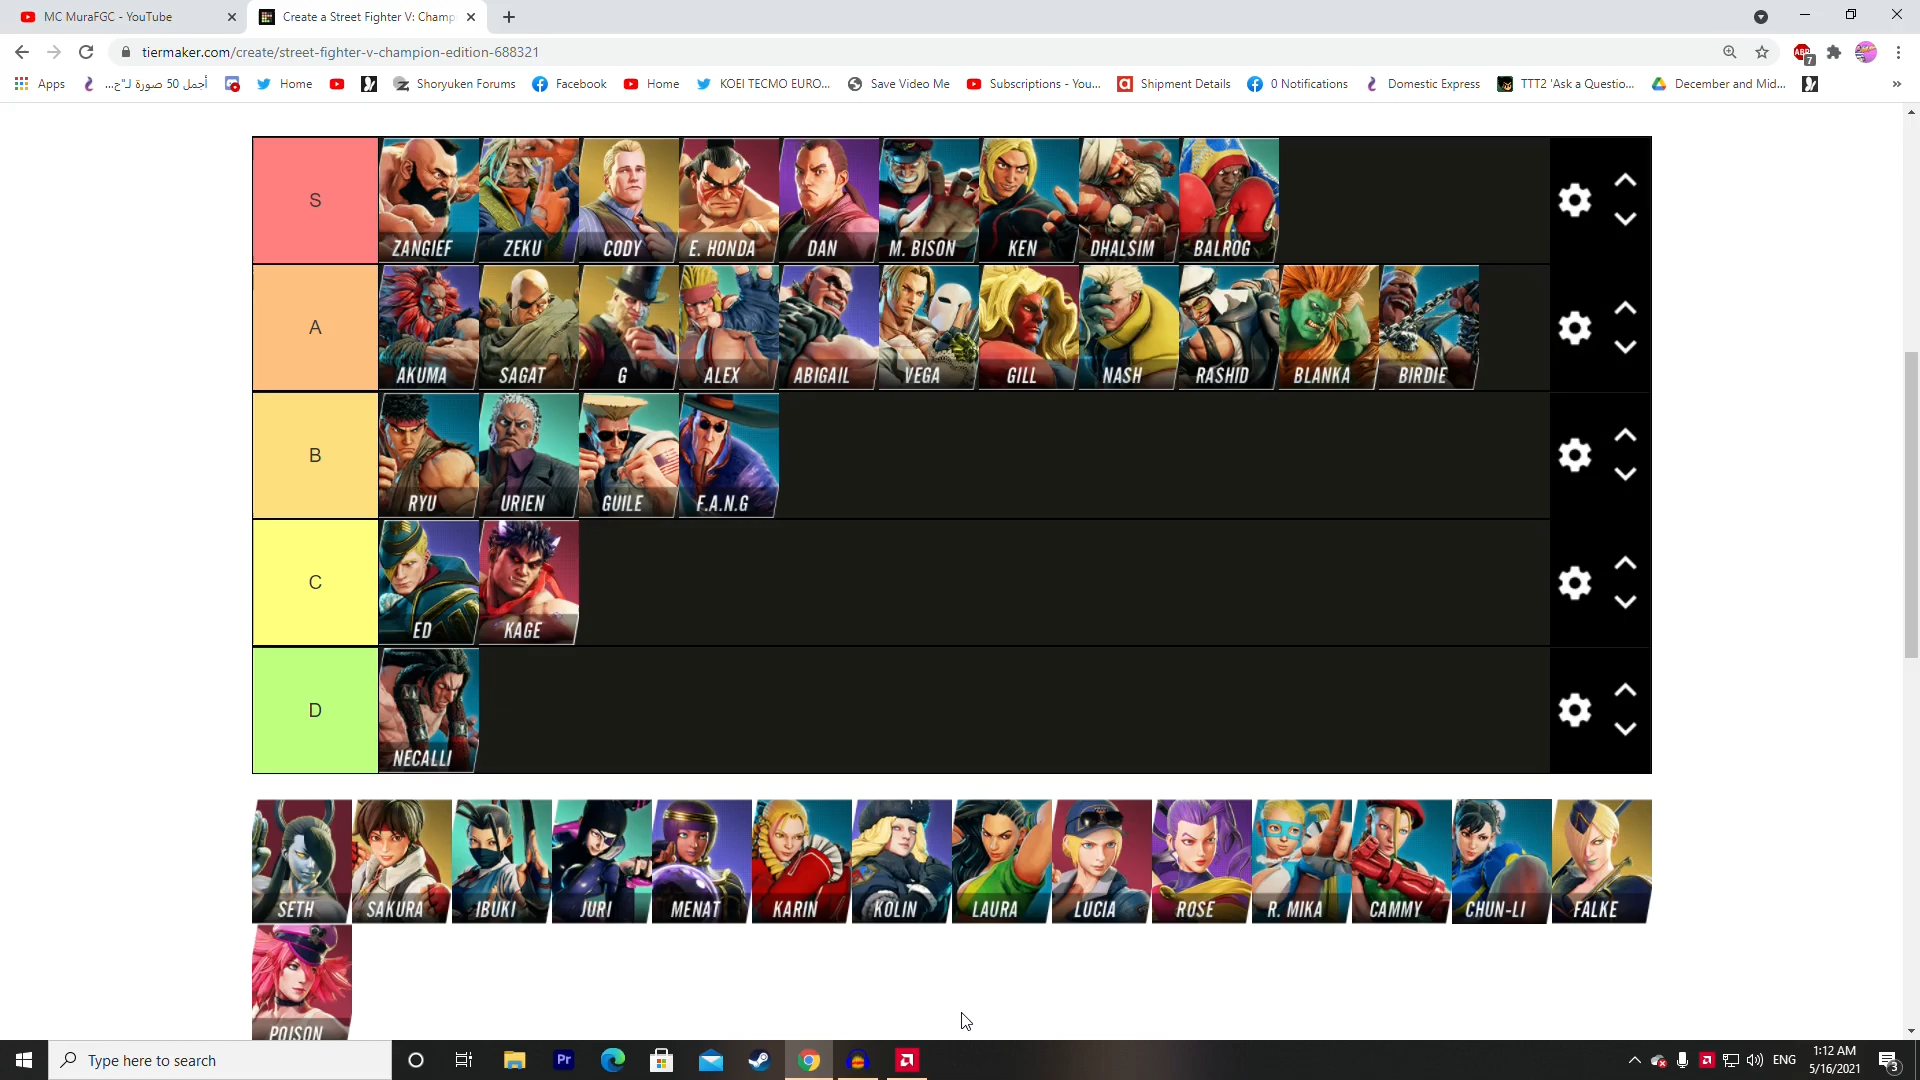 MC MuraFGC - YouTube
Create a Street Fighter V: Champ
tiermaker.com/create/street-fighter-v-champion-edition-688321
ABP
7
Apps
أجمل 50 صورة لـ"ح...
Home
Shoryuken Forums
Facebook
Home
KOEI TECMO EURO...
Save Video Me
Subscriptions - You...
Shipment Details
0 Notifications
Domestic Express
TTT2 'Ask a Questio...
December and Mid...
»
S
ZANGIEF
ZEKU
CODY
E. HONDA
DAN
M. BISON
KEN
DHALSIM
BALROG
A
AKUMA
SAGAT
G
ALEX
ABIGAIL
VEGA
GILL
NASH
RASHID
BLANKA
BIRDIE
B
RYU
URIEN
GUILE
F.A.N.G
C
ED
KAGE
D
NECALLI
SETH
SAKURA
IBUKI
JURI
MENAT
KARIN
KOLIN
LAURA
LUCIA
ROSE
R. MIKA
CAMMY
CHUN-LI
FALKE
POISON
Type here to search
Pr
ENG
1:12 AM
5/16/2021
3